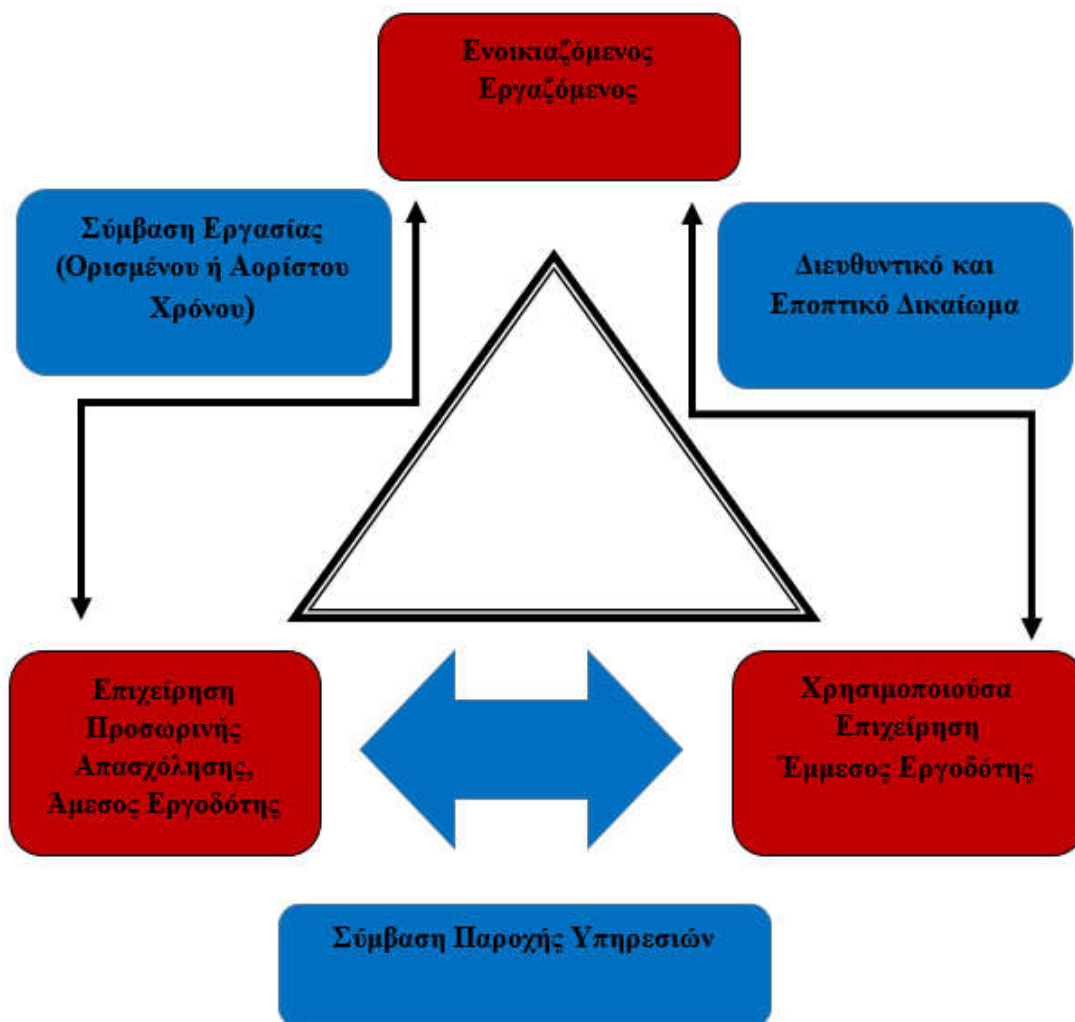 Ενοικιαζόμενος
Εργαζόμενος
Σύμβαση Εργασίας
(Ορισμένου ή Αορίστου
Χρόνου)
Διευθυντικό και
Εποπτικό Δικαίωμα
Επιχείρηση
Προσωρινής
Απασχόλησης,
Άμεσος Εργοδότης
Χρησιμοποιούσα
Επιχείρηση
Έμμεσος Εργοδότης
Σύμβαση Παροχής Υπηρεσιών